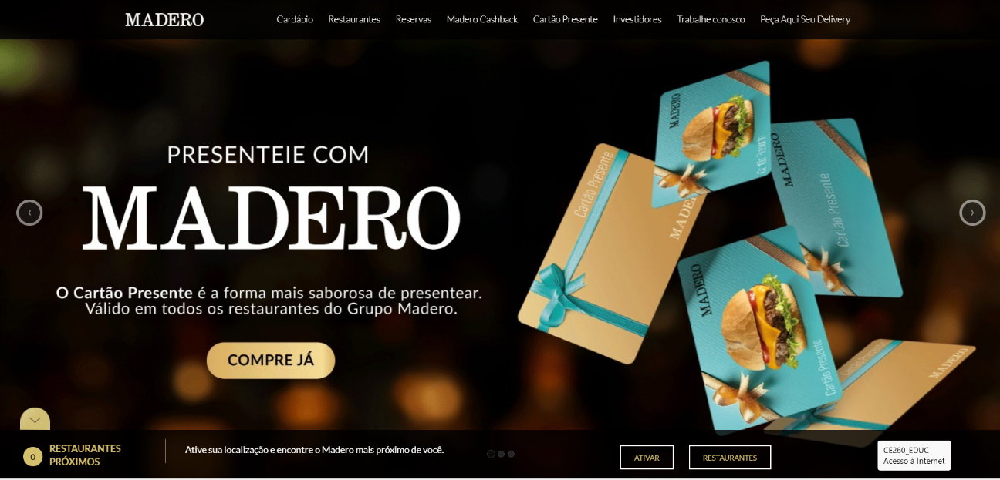 MADERO
Cardápio
Restaurantes
Reservas
Madero Cashback
Cartão Presente
Investidores
Trabalhe conosco
Peça Aqui Seu Delivery
PRESENTEIE COM
MADERO
O Cartão Presente é a forma mais saborosa de presentear.
Válido em todos os restaurantes do Grupo Madero.
COMPRE JÁ
MADERO
Cartão Presente
Cartão Presente
MADERO
MADERO
Cartão Presente
MADERO
Cartão Presente
Cartão Presente
MADERO
0
RESTAURANTES
PRÓXIMOS
Ative sua localização e encontre o Madero mais próximo de você.
ATIVAR
RESTAURANTES
CE260_EDUC
Acesso à Internet